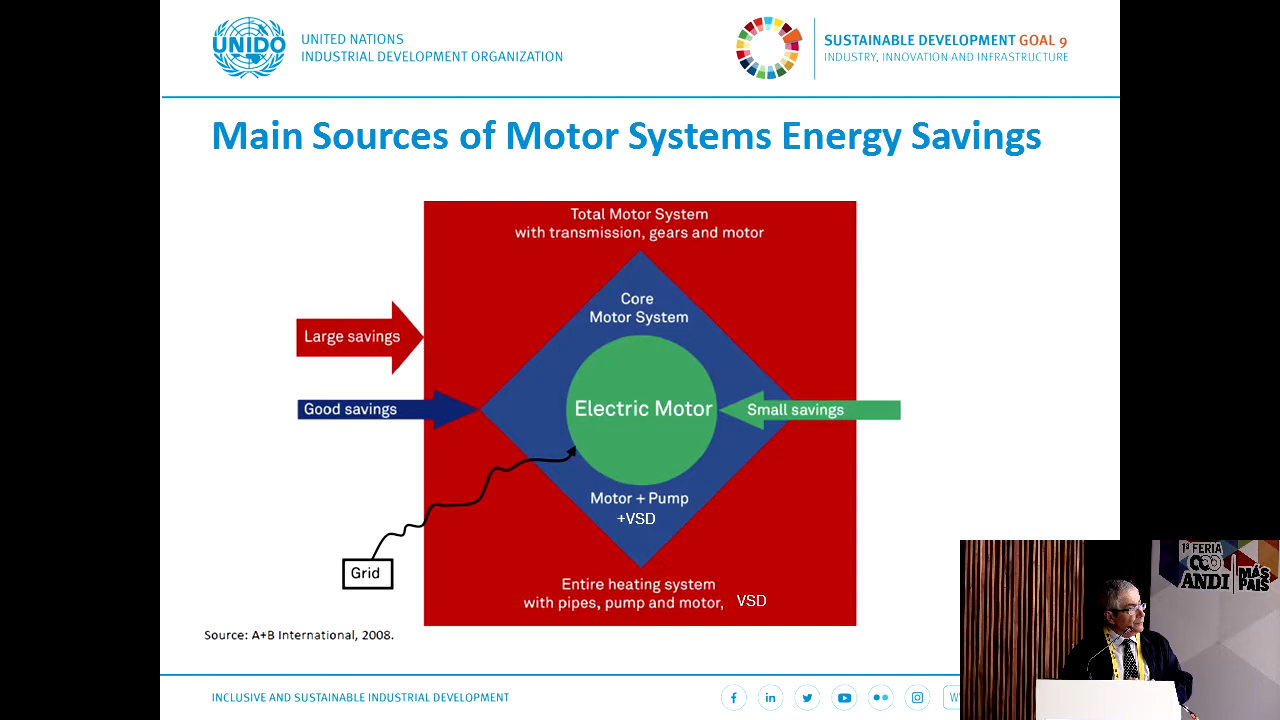 UNIDO
UNITED NATIONS
INDUSTRIAL DEVELOPMENT ORGANIZATION
SUSTAINABLE DEVELOPMENT GOAL 9
INDUSTRY, INNOVATION AND INFRASTRUCTURE
Main Sources of Motor Systems Energy Savings
Total Motor System
with transmission, gears and motor
Core
Motor System
Large savings
Good savings
Electric Motor
Small savings
Motor + Pump
+VSD
Grid
Entire heating system
with pipes, pump and motor, VSD
Source: A+B International, 2008.
INCLUSIVE AND SUSTAINABLE INDUSTRIAL DEVELOPMENT
1ª FERIA
ANDI
MÁS
PAÍS